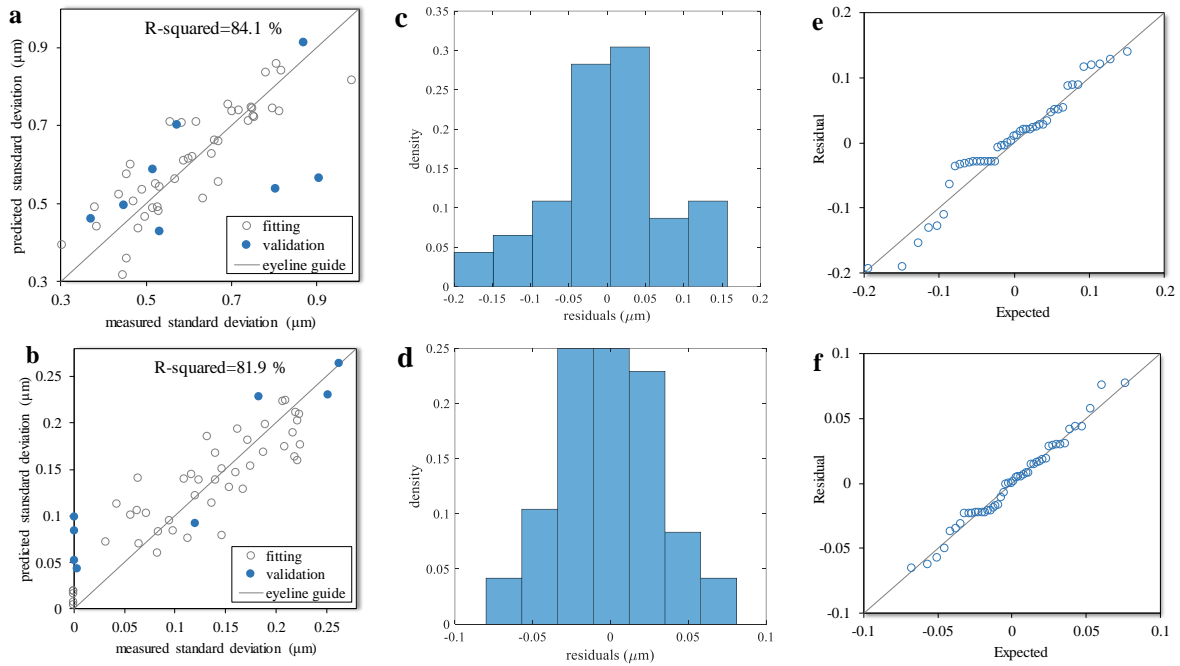 a
R-squared=84.1 %
predicted stansdard deviation (μm)
0.9
0.7
0.5
0.3
0.3
0.5
0.7
0.9
measured standard deviation (μm)
fitting
validation
eyeline guide
c
density
0.35
0.3
0.25
0.2
0.15
0.1
0.05
0
-0.2
-0.15
-0.1
-0.05
0
0.05
0.1
0.15
0.2
residuals (μm)
e
Residual
0.2
0.1
0
-0.1
-0.2
-0.2
-0.1
0
0.1
0.2
Expected
b
R-squared=81.9 %
predicted stansdard deviation (μm)
0.25
0.2
0.15
0.1
0.05
0
0
0.05
0.1
0.15
0.2
0.25
measured standard deviation (μm)
fitting
validation
eyeline guide
d
density
0.25
0.2
0.15
0.1
0.05
0
-0.1
-0.05
0
0.05
0.1
residuals (μm)
f
Residual
0.1
0.05
0
-0.05
-0.1
-0.1
-0.05
0
0.05
0.1
Expected